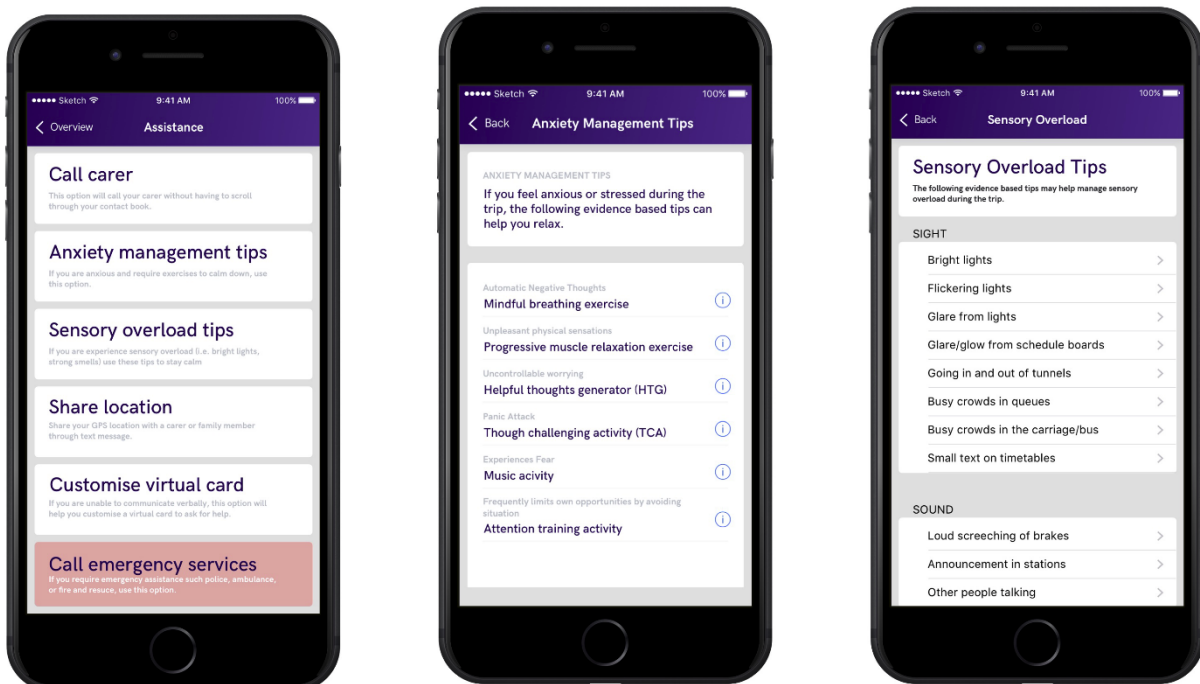 Sketch 9:41 AM 100%
Overview Assistance
Call carer
This option will call your carer without having to scroll
through your contact book.
Anxiety management tips
If you are anxious and require exercises to calm down, use
this option.
Sensory overload tips
If you are experience sensory overload (i.e. bright lights,
strong smells) use these tips to stay calm
Share location
Share your GPS location with a carer or family member
through text message.
Customise virtual card
If you are unable to communicate verbally, this option will
help you customise a virtual card to ask for help.
Call emergency services
If you require emergency assistance such police, ambulance,
or fire and resuce, use this option.
Sketch 9:41 AM 100%
Back Anxiety Management Tips
ANXIETY MANAGEMENT TIPS
If you feel anxious or stressed during the
trip, the following evidence based tips can
help you relax.
Automatic Negative Thoughts
Mindful breathing exercise
Unpleasant physical sensations
Progressive muscle relaxation exercise
Uncontrollable worrying
Helpful thoughts generator (HTG)
Panic Attack
Though challenging activity (TCA)
Experiences Fear
Music acivity
Frequently limits own opportunities by avoiding
situation
Attention training activity
Sketch 9:41 AM 100%
Back Sensory Overload
Sensory Overload Tips
The following evidence based tips may help manage sensory
overload during the trip.
SIGHT
Bright lights
Flickering lights
Glare from lights
Glare/glow from schedule boards
Going in and out of tunnels
Busy crowds in queues
Busy crowds in the carriage/bus
Small text on timetables
SOUND
Loud screeching of brakes
Announcement in stations
Other people talking